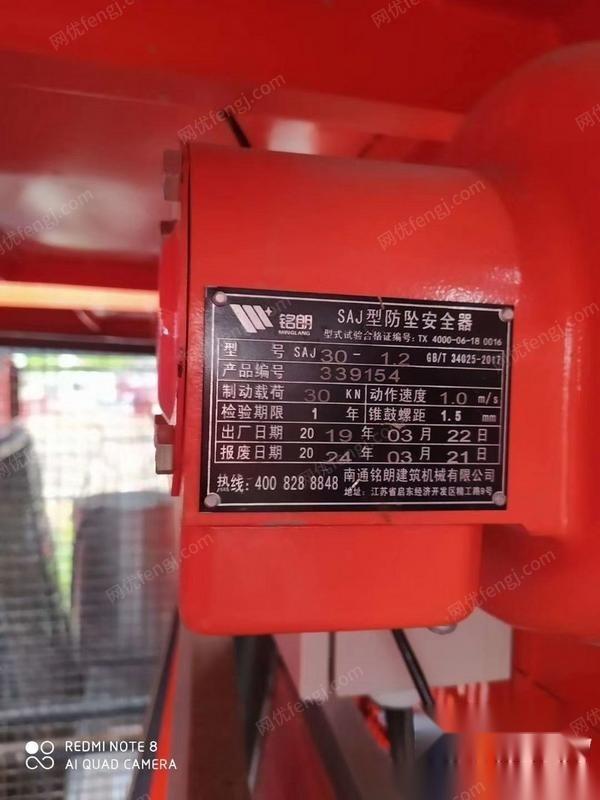 网优fengj.com
铭朗
MINGLANG
SAJ型防坠安全器
型式试验合格证编号: TX 4000-06-18 0016
型 号 SAJ 30 - 1.2 GB/T 34025-2017
产品编号 339154
制动载荷 30 KN 动作速度 1.0 m/s
检验期限 1 年 锥鼓螺距 1.5 mm
出厂日期 20 19 年 03 月 22 日
报废日期 20 24 年 03 月 21 日
热线: 400 828 8848 南通铭朗建筑机械有限公司
地址: 江苏省启东经济开发区精工路9号
REDMI NOTE 8
AI QUAD CAMERA